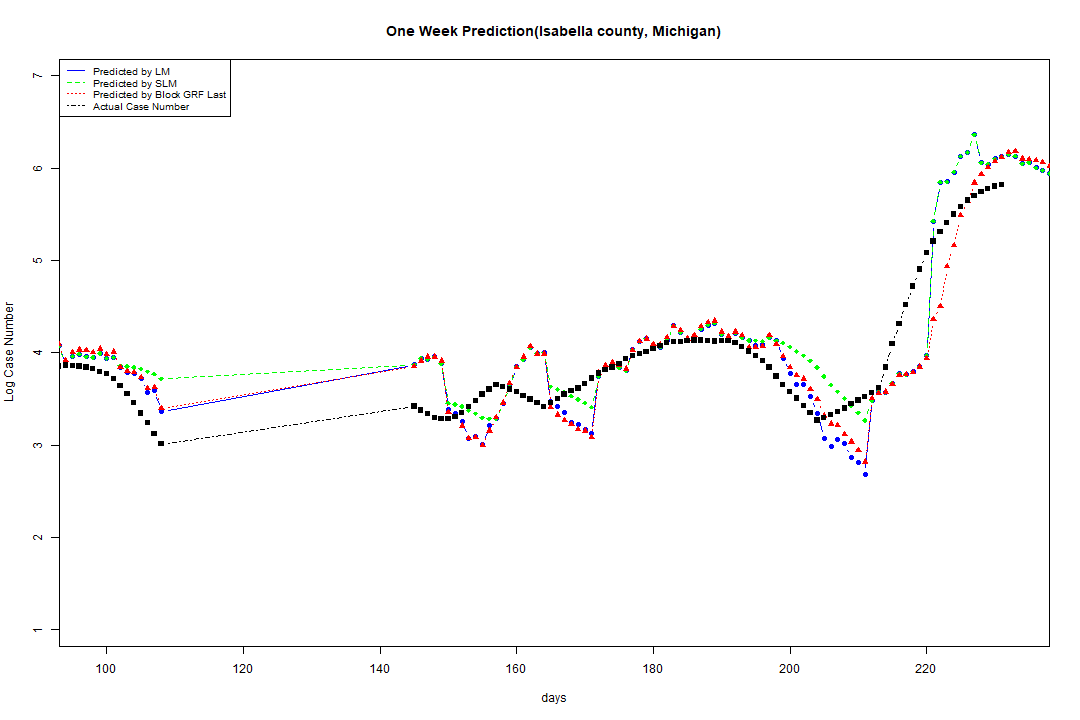 One Week Prediction(Isabella county, Michigan)
Predicted by LM
Predicted by SLM
Predicted by Block GRF Last
Actual Case Number
7
6
5
4
3
2
1
Log Case Number
100 120 140 160 180 200 220
days